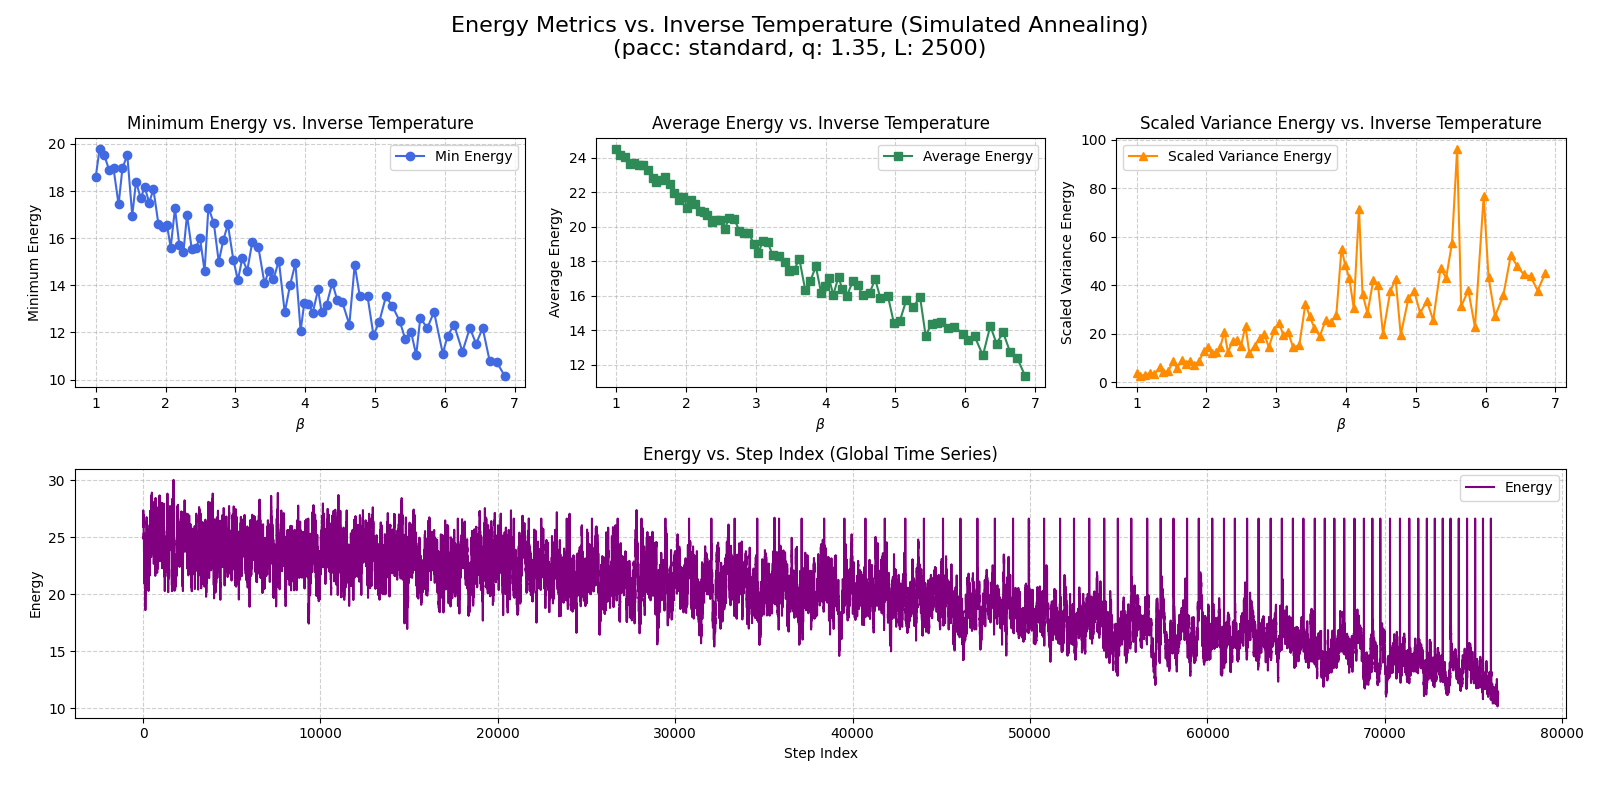 Energy Metrics vs. Inverse Temperature (Simulated Annealing)
(pacc: standard, q: 1.35, L: 2500)
Minimum Energy vs. Inverse Temperature
Minimum Energy
20
18
16
14
12
10
Min Energy
1 2 3 4 5 6 7
β
Average Energy vs. Inverse Temperature
Average Energy
24
22
20
18
16
14
12
Average Energy
1 2 3 4 5 6 7
β
Scaled Variance Energy vs. Inverse Temperature
Scaled Variance Energy
100
80
60
40
20
0
Scaled Variance Energy
1 2 3 4 5 6 7
β
Energy vs. Step Index (Global Time Series)
Energy
30
25
20
15
10
Energy
0 10000 20000 30000 40000 50000 60000 70000 80000
Step Index